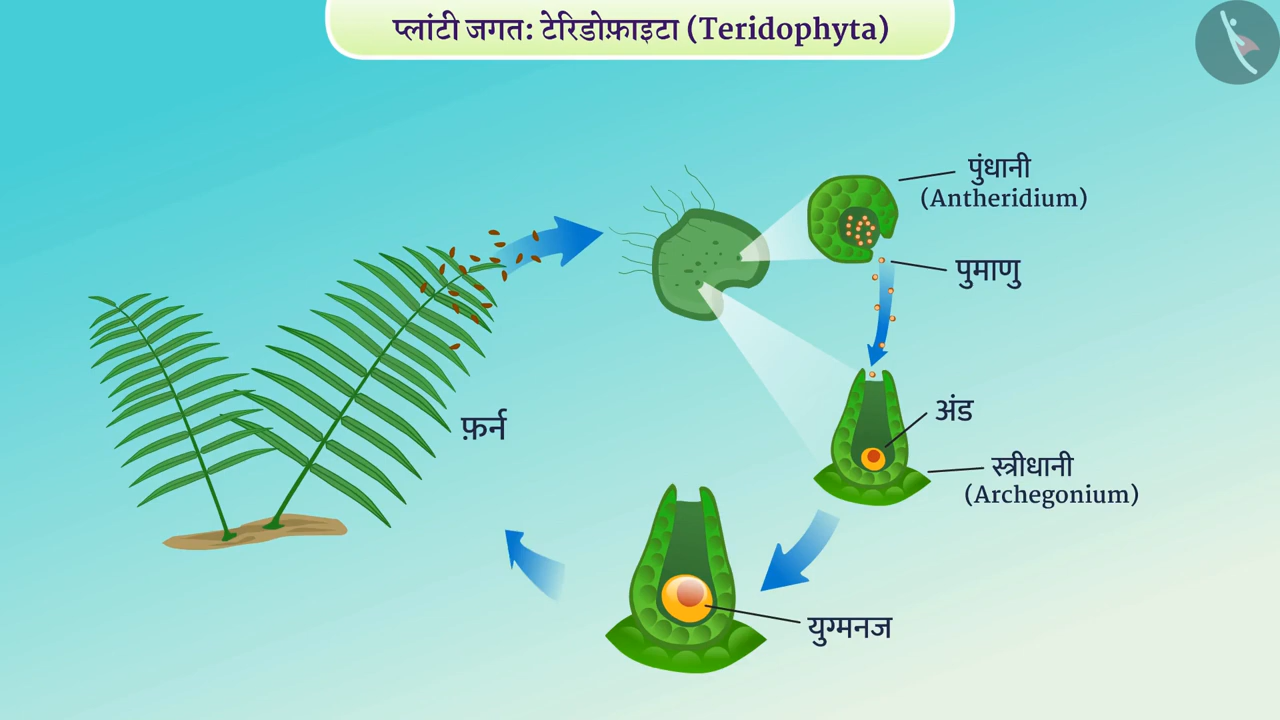 प्लांटी जगत: टेरिडोफ़ाइटा (Teridophyta)
पुंधानी
(Antheridium)
पुमाणु
अंड
स्त्रीधानी
(Archegonium)
फ़र्न
युग्मनज